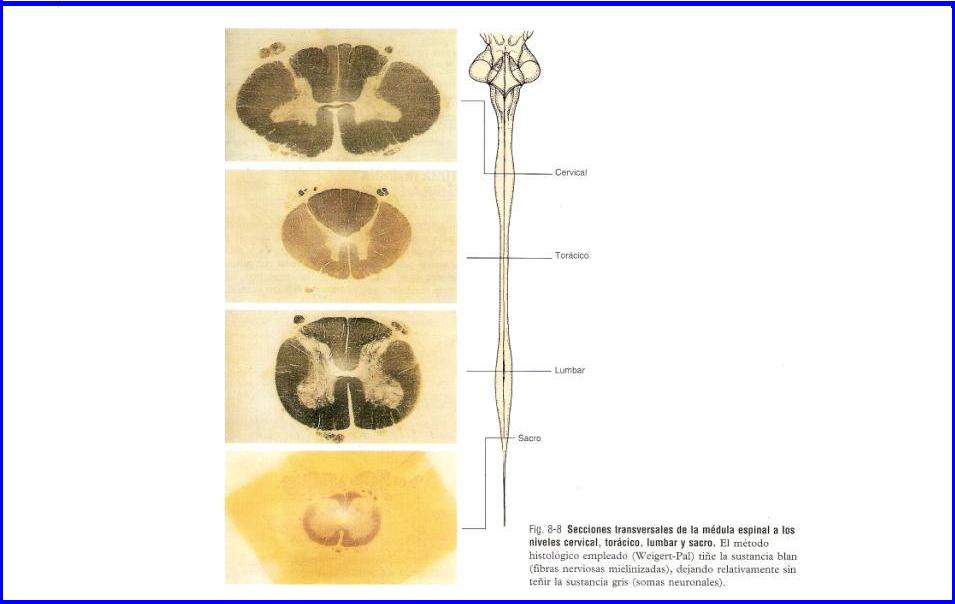 Cervical
Torácico
Lumbar
Sacro
Fig. 8-8 Secciones transversales de la médula espinal a los
niveles cervical, torácico, lumbar y sacro. El método
histológico empleado (Weigert-Pal) tiñe la sustancia blan
(fibras nerviosas mielinizadas), dejando relativamente sin
teñir la sustancia gris (somas neuronales).